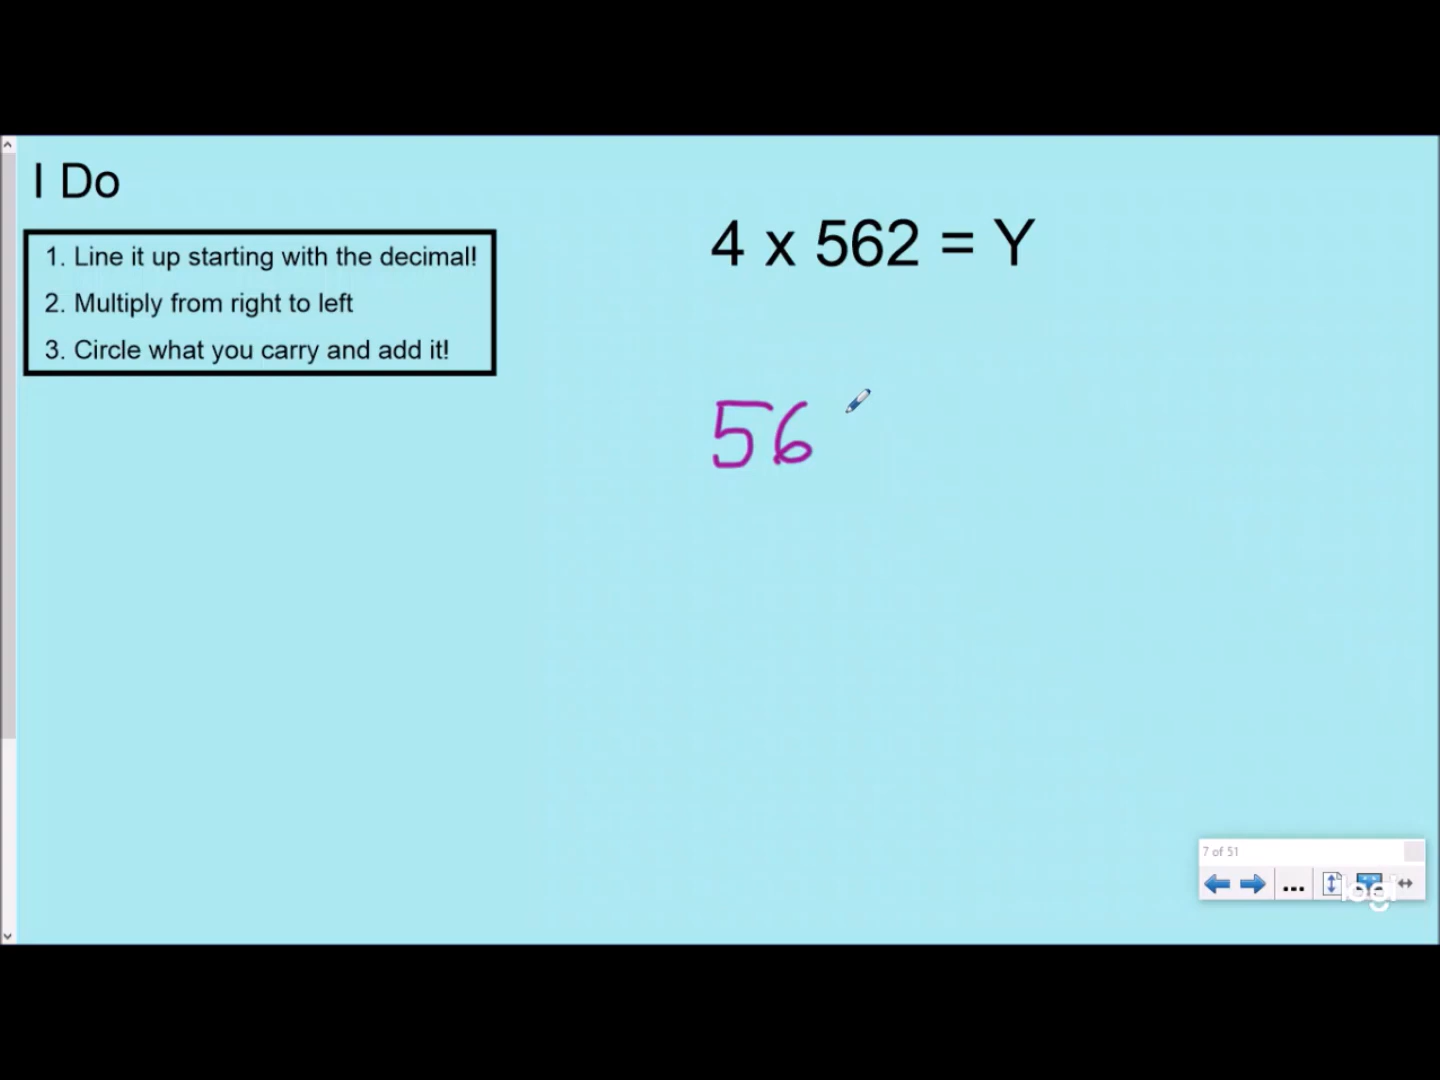 I Do
1. Line it up starting with the decimal!
2. Multiply from right to left
3. Circle what you carry and add it!
4 x 562 = Y
56
7 of 51
...
logi